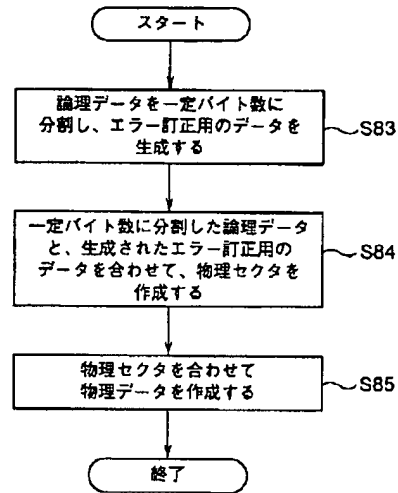 スタート
論理データを一定バイト数に
分割し、エラー訂正用のデータを
生成する
S83
一定バイト数に分割した論理データ
と、生成されたエラー訂正用の
データを合わせて、物理セクタを
作成する
S84
物理セクタを合わせて
物理データを作成する
S85
終了